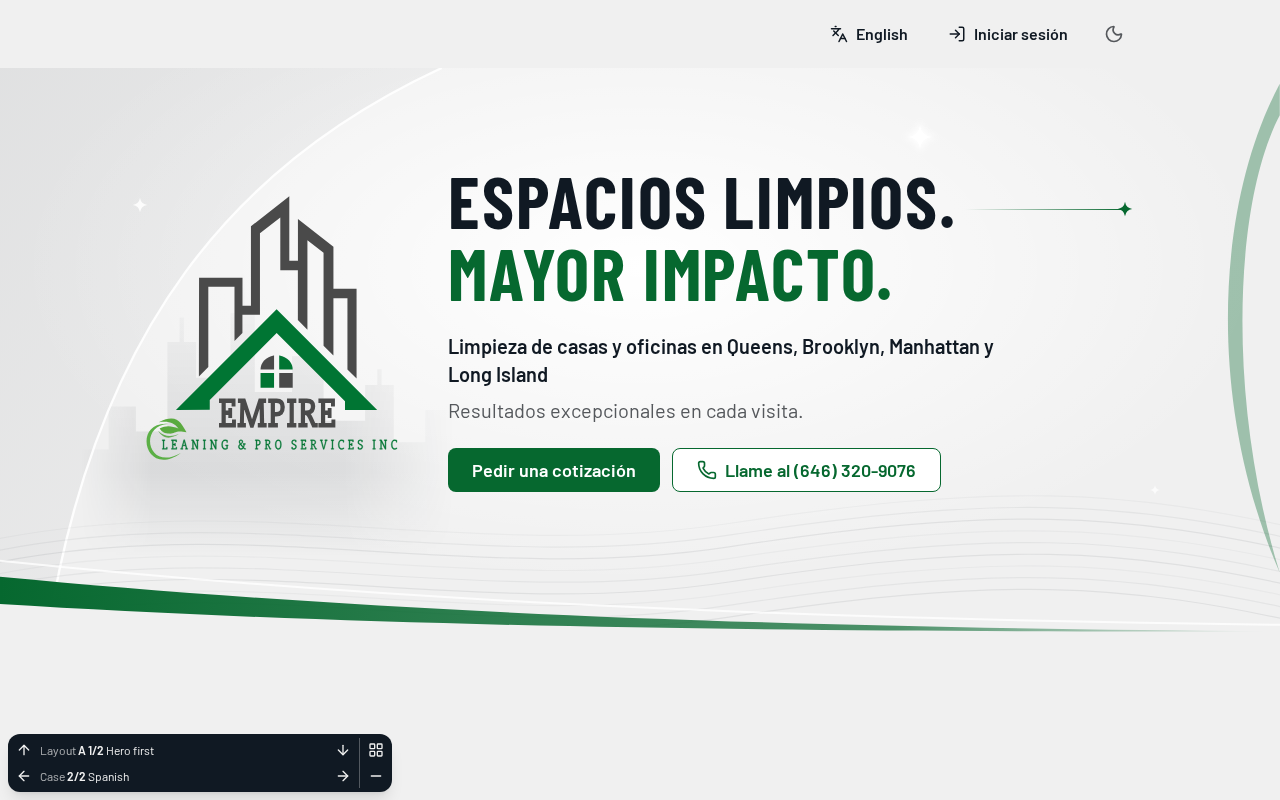 English
Iniciar sesión
ESPACIOS LIMPIOS.
MAYOR IMPACTO.
Limpieza de casas y oficinas en Queens, Brooklyn, Manhattan y
Long Island
Resultados excepcionales en cada visita.
Pedir una cotización
Llame al (646) 320-9076
EMPIRE
CLEANING & PRO SERVICES INC
Layout A 1/2 Hero first
Case 2/2 Spanish